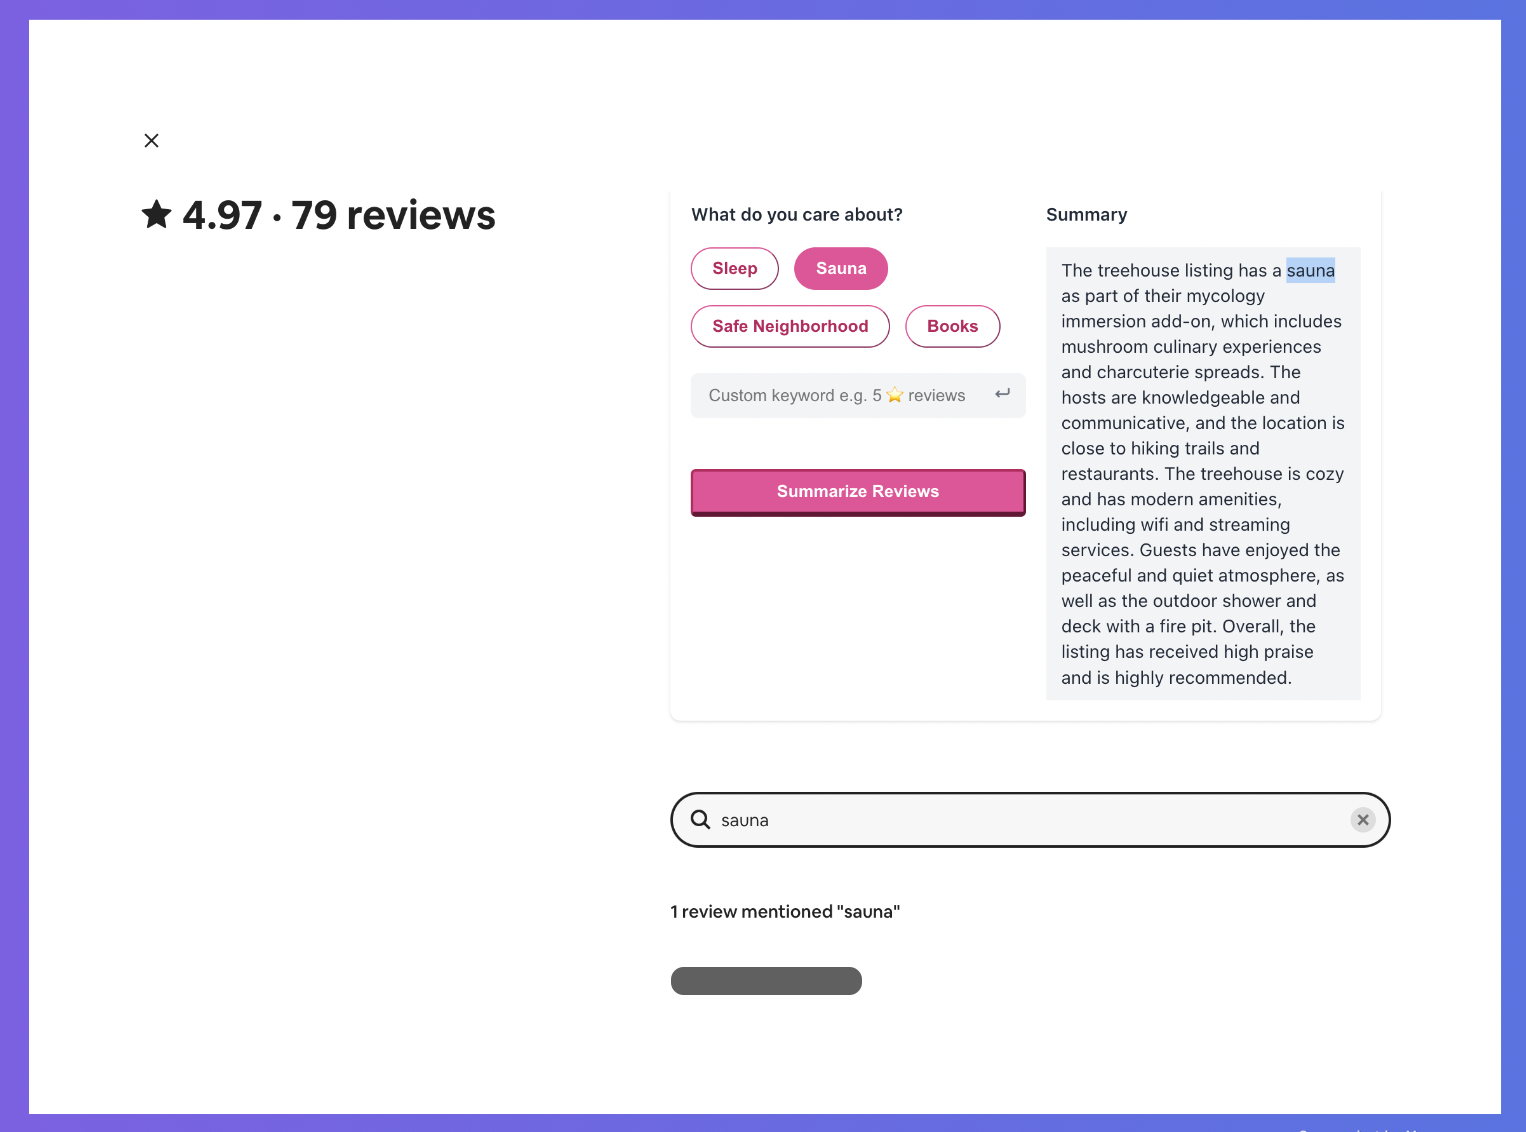 4.97 · 79 reviews
What do you care about?
Sleep
Sauna
Safe Neighborhood
Books
Custom keyword e.g. 5 ⭐ reviews
Summarize Reviews
Summary
The treehouse listing has a sauna
as part of their mycology
immersion add-on, which includes
mushroom culinary experiences
and charcuterie spreads. The
hosts are knowledgeable and
communicative, and the location is
close to hiking trails and
restaurants. The treehouse is cozy
and has modern amenities,
including wifi and streaming
services. Guests have enjoyed the
peaceful and quiet atmosphere, as
well as the outdoor shower and
deck with a fire pit. Overall, the
listing has received high praise
and is highly recommended.
sauna
1 review mentioned "sauna"